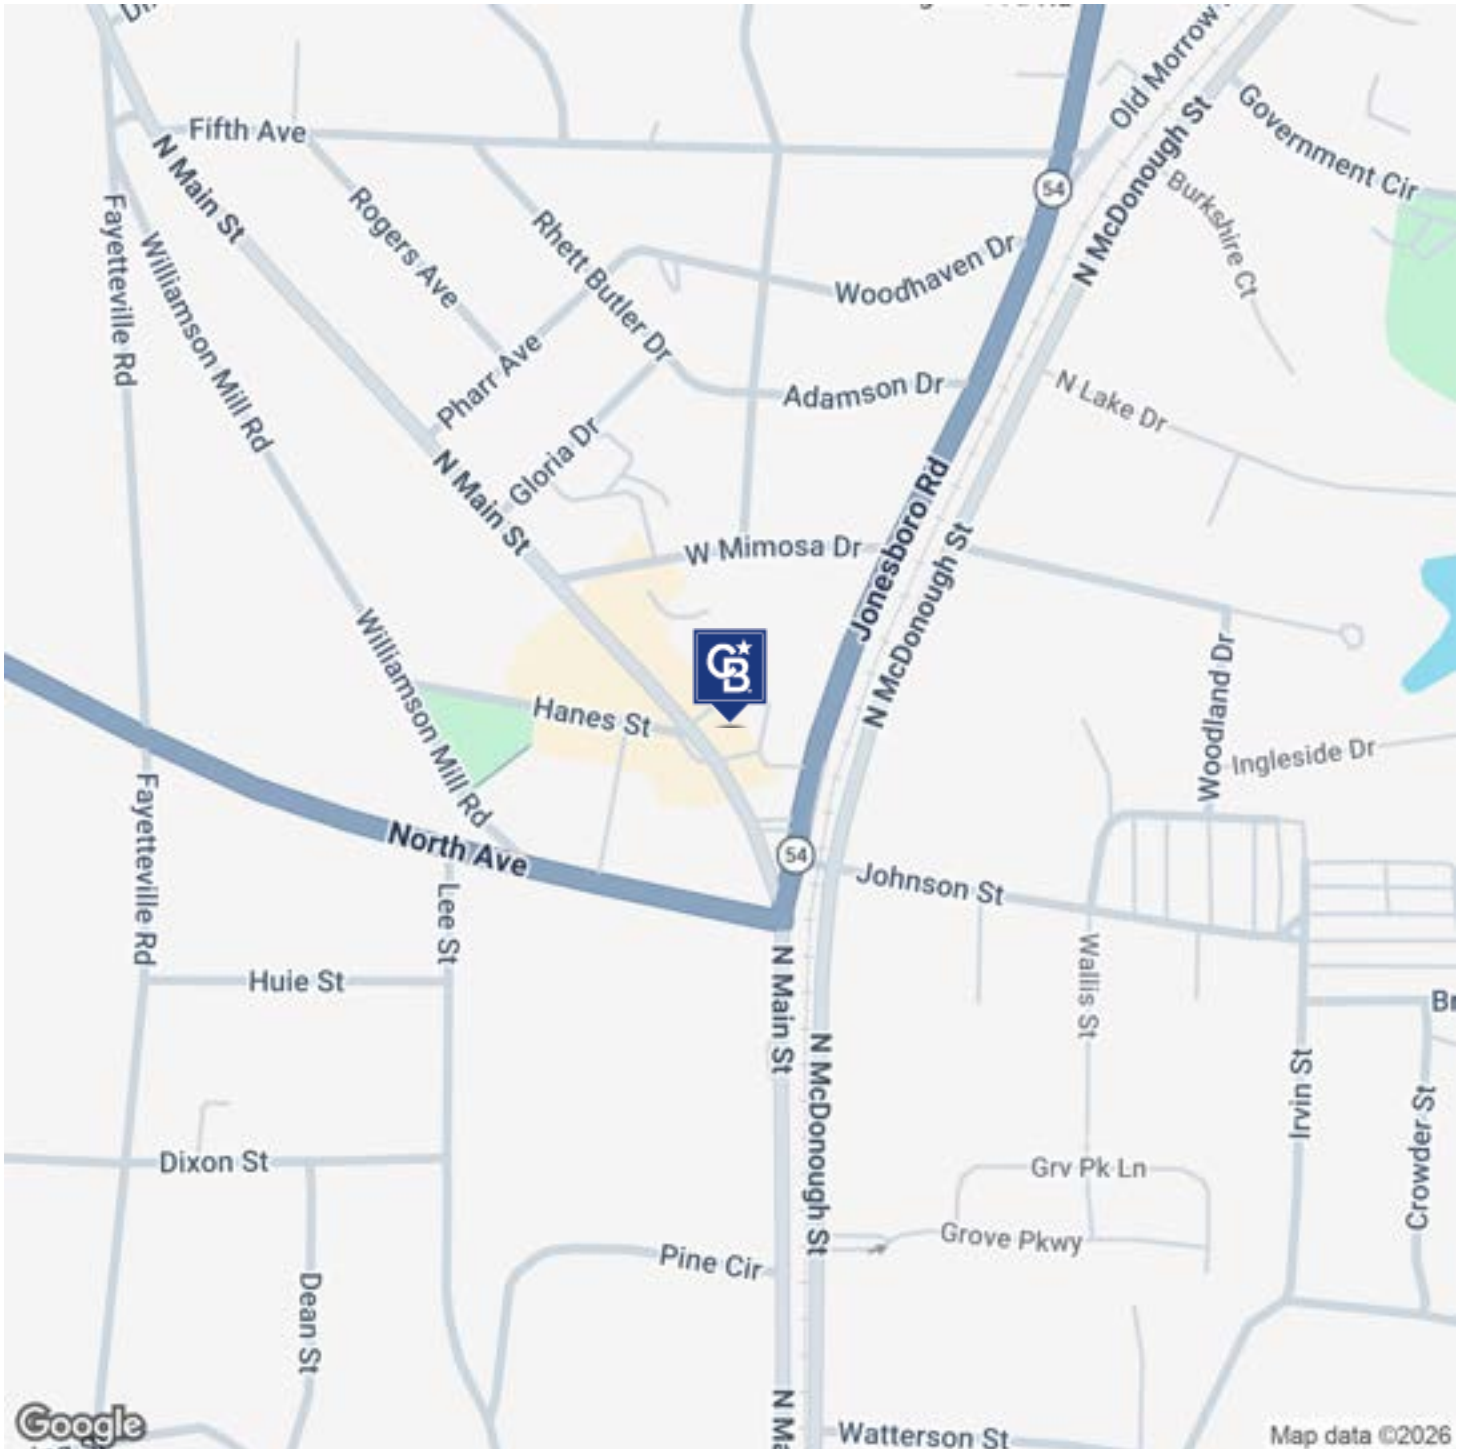 Old Morrow
Fifth Ave
N Main St
Government Cir
54
N McDonough St
Burkshire Ct
Rogers Ave
Fayetteville Rd
Williamson Mill Rd
Rhett Butler Dr
Woodhaven Dr
Pharr Ave
Adamson Dr
N Lake Dr
Gloria Dr
N Main St
Jonesboro Rd
W Mimosa Dr
N McDonough St
CB
Williamson Mill Rd
Hanes St
Woodland Dr
Ingleside Dr
Fayetteville Rd
North Ave
54
Johnson St
Lee St
Wallis St
Huie St
N Main St
Br
N McDonough St
Irvin St
Crowder St
Dixon St
Grv Pk Ln
Grove Pkwy
Pine Cir
Dean St
N Ma
Watterson St
Google
Map data ©2026